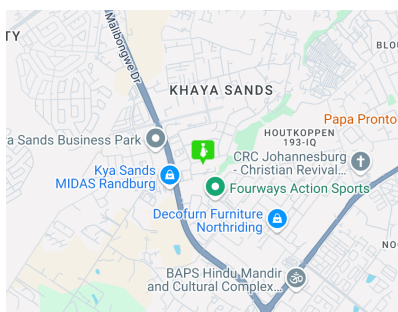 TY
Malibongwe Dr
BLOU
KHAYA SANDS
Papa Pronto
HOUTKOPPEN
193-IQ
a Sands Business Park
CRC Johannesburg
- Christian Revival...
Kya Sands
MIDAS Randburg
Fourways Action Sports
Decofurn Furniture
Northriding
NO
BAPS Hindu Mandir
and Cultural Complex...